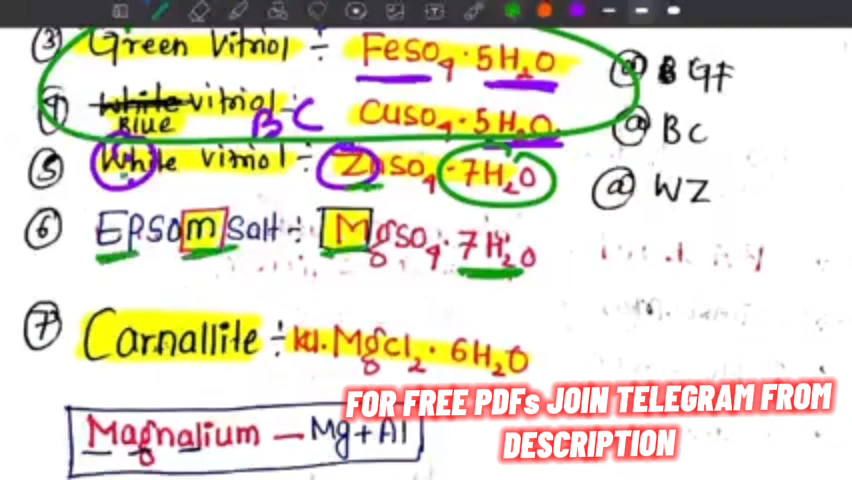 ③ Green Vitriol ÷ FeSO₄·5H₂O
④ White vitriol ÷ CuSO₄·5H₂O
Blue BC
⑤ White vitriol ÷ ZnSO₄·7H₂O
@ GF
@ BC
@ WZ
⑥ Epsom Salt ÷ MgSO₄·7H₂O
⑦ Carnallite ÷ KCl.MgCl₂·6H₂O
Magnalium — Mg+Al
FOR FREE PDFs JOIN TELEGRAM FROM
DESCRIPTION